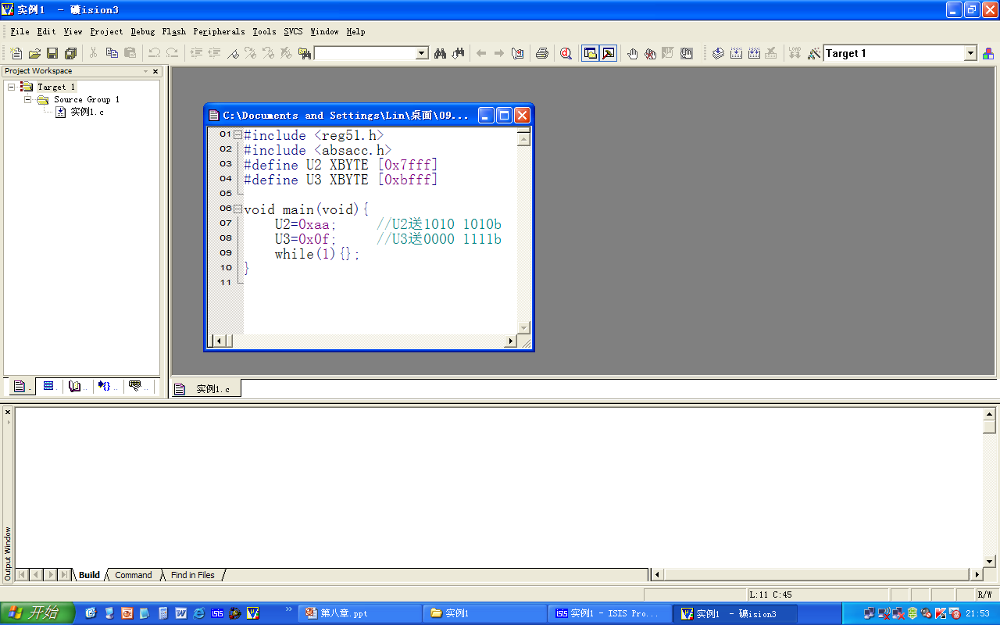 实例1 - 礦ision3
File Edit View Project Debug Flash Peripherals Tools SVCS Window Help
LOAD
Target 1
Project Workspace
Target 1
Source Group 1
实例1.c
C:\Documents and Settings\Lin\桌面\09...
01 #include <reg51.h>
02 #include <absacc.h>
03 #define U2 XBYTE [0x7fff]
04 #define U3 XBYTE [0xbfff]
05
06 void main(void){
07 U2=0xaa; //U2送1010 1010b
08 U3=0x0f; //U3送0000 1111b
09 while(1){};
10 }
11
实例1.c
Output Window
Build Command Find in Files
L:11 C:45 R/W
开始 ISIS 第八章.ppt 实例1 ISIS 实例1 - ISIS Pro... 实例1 - 礦ision3 21:53